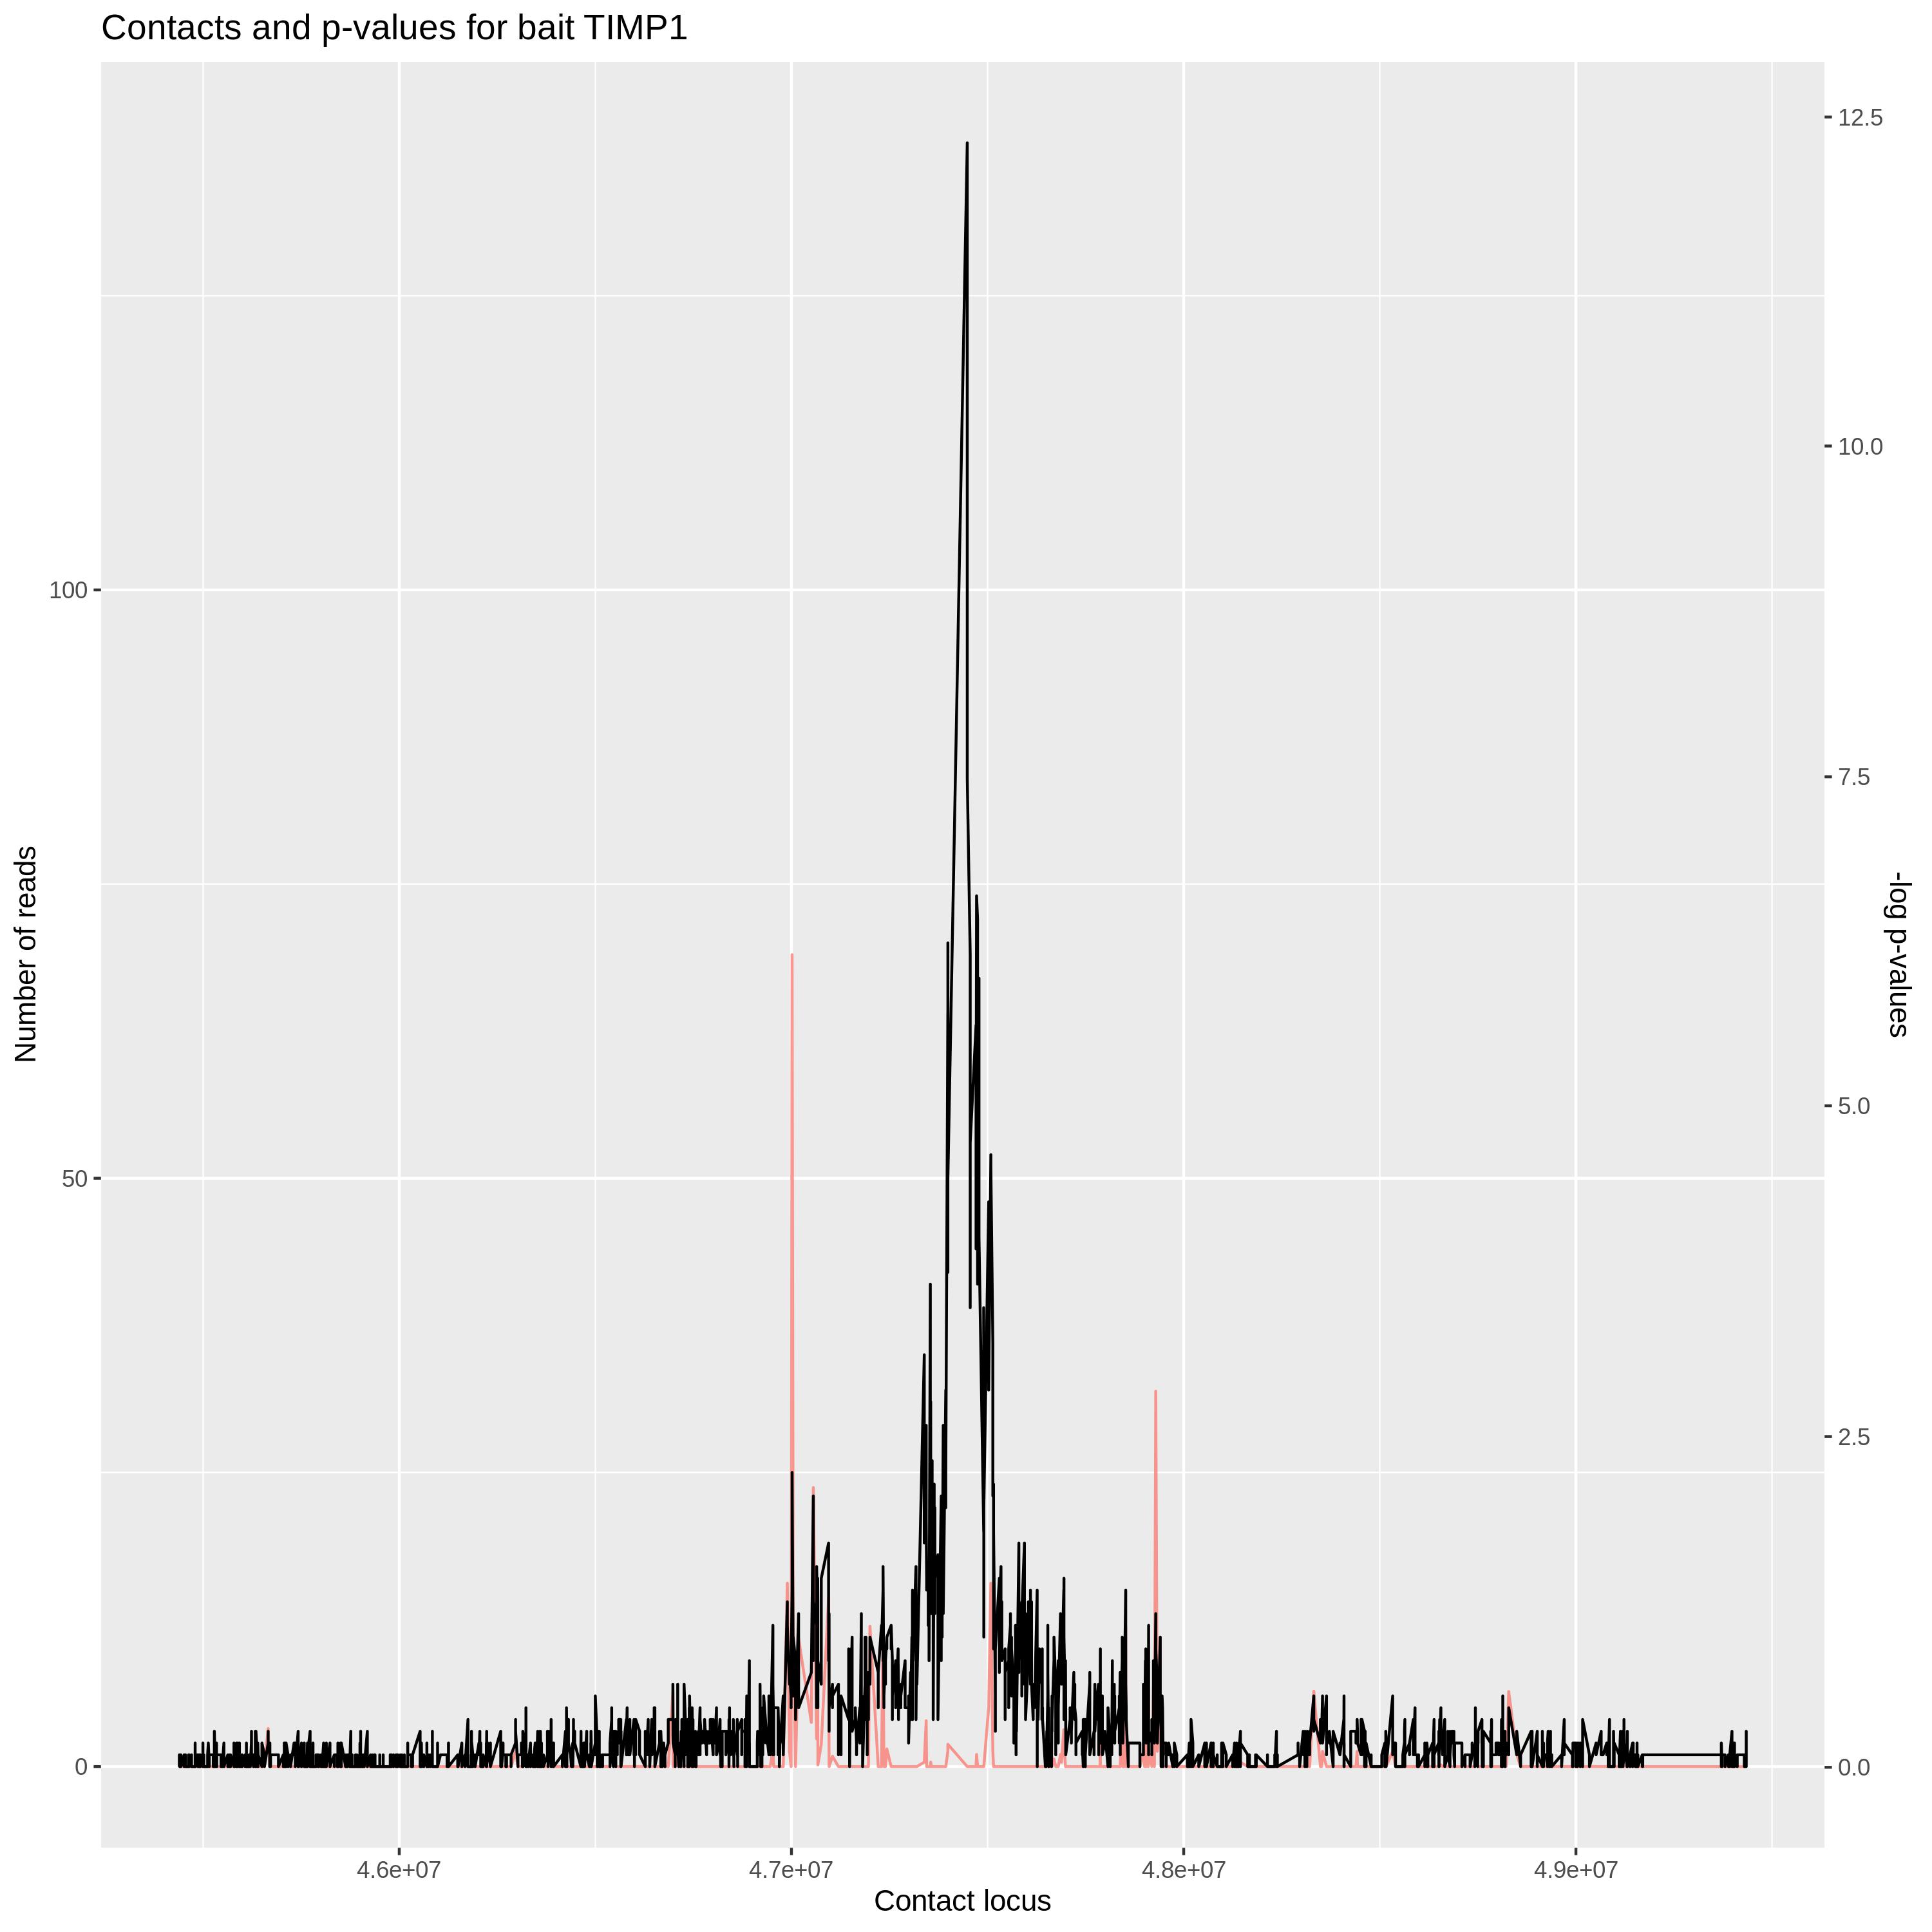 Contacts and p-values for bait TIMP1
12.5
10.0
100
7.5
Number of reads
-log p-values
5.0
50
2.5
0
0.0
4.6e+07
4.7e+07
4.8e+07
4.9e+07
Contact locus